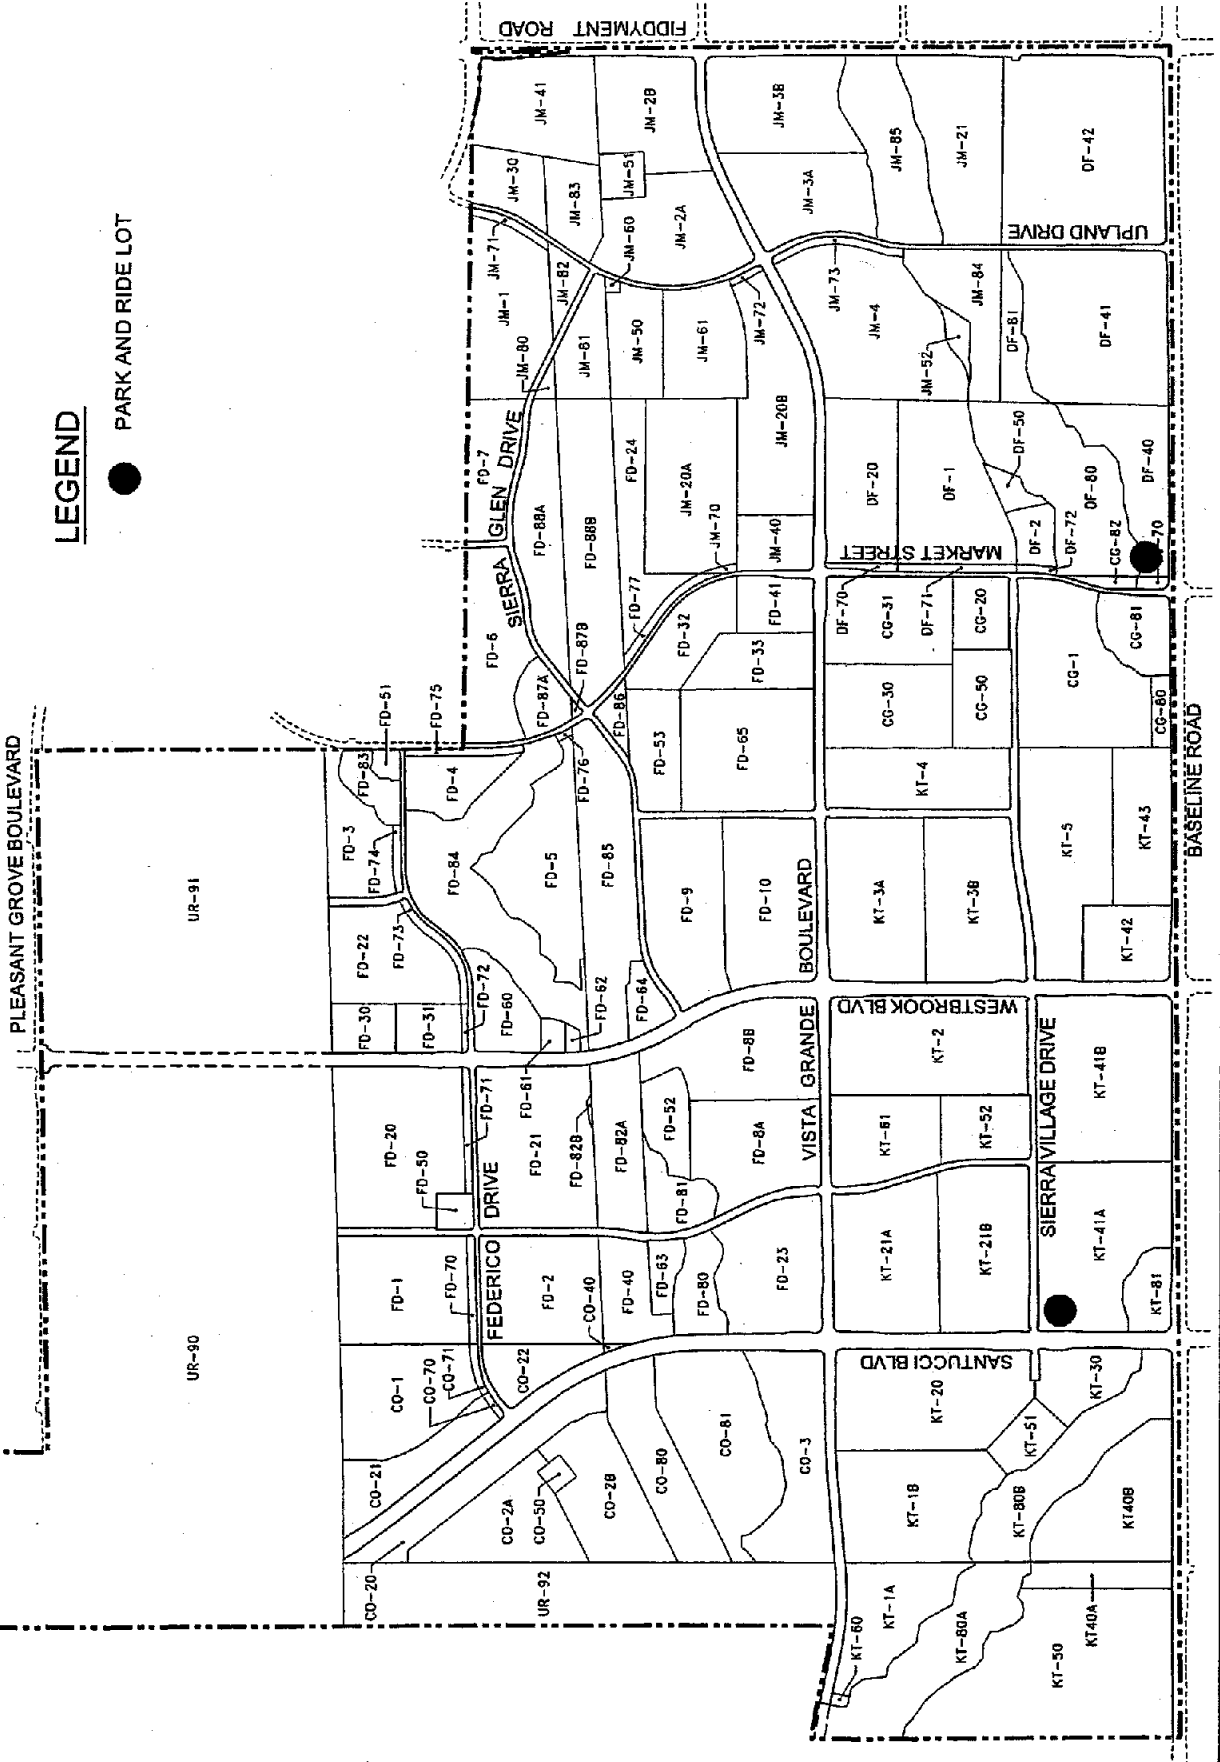 LEGEND
PARK AND RIDE LOT
PLEASANT GROVE BOULEVARD
FIDDYMENT ROAD
BASELINE ROAD
SIERRA GLEN DRIVE
FEDERICO DRIVE
VISTA GRANDE BOULEVARD
SIERRA VILLAGE DRIVE
SANTUCCI BLVD
WESTBROOK BLVD
MARKET STREET
UPLAND DRIVE
UR-90
UR-91
UR-92
CO-20
CO-21
CO-1
CO-70
CO-71
CO-22
CO-2A
CO-50
CO-2B
CO-80
CO-81
CO-3
CO-40
FD-1
FD-70
FD-2
FD-40
FD-63
FD-80
FD-23
FD-20
FD-50
FD-71
FD-21
FD-82B
FD-82A
FD-52
FD-81
FD-8A
FD-8B
FD-30
FD-31
FD-22
FD-72
FD-73
FD-60
FD-61
FD-62
FD-64
FD-3
FD-74
FD-83
FD-51
FD-75
FD-4
FD-84
FD-5
FD-85
FD-76
FD-9
FD-10
FD-6
FD-87A
FD-87B
FD-86
FD-53
FD-65
FD-77
FD-32
FD-33
FD-41
FD-7
FD-88A
FD-88B
FD-24
JM-1
JM-71
JM-80
JM-82
JM-81
JM-30
JM-83
JM-41
JM-2B
JM-51
JM-60
JM-2A
JM-50
JM-61
JM-72
JM-20A
JM-20B
JM-70
JM-40
JM-3B
JM-3A
JM-85
JM-21
JM-73
JM-4
JM-84
JM-52
DF-42
DF-41
DF-81
DF-20
DF-1
DF-50
DF-80
DF-40
DF-2
DF-72
DF-70
DF-71
CG-82
70
CG-31
CG-20
CG-30
CG-50
CG-1
CG-81
CG-80
KT-4
KT-5
KT-43
KT-42
KT-3A
KT-3B
KT-2
KT-61
KT-52
KT-41B
KT-21A
KT-21B
KT-41A
KT-81
KT-20
KT-30
KT-51
KT-1B
KT-80B
KT40B
KT-1A
KT-60
KT-80A
KT-50
KT40A